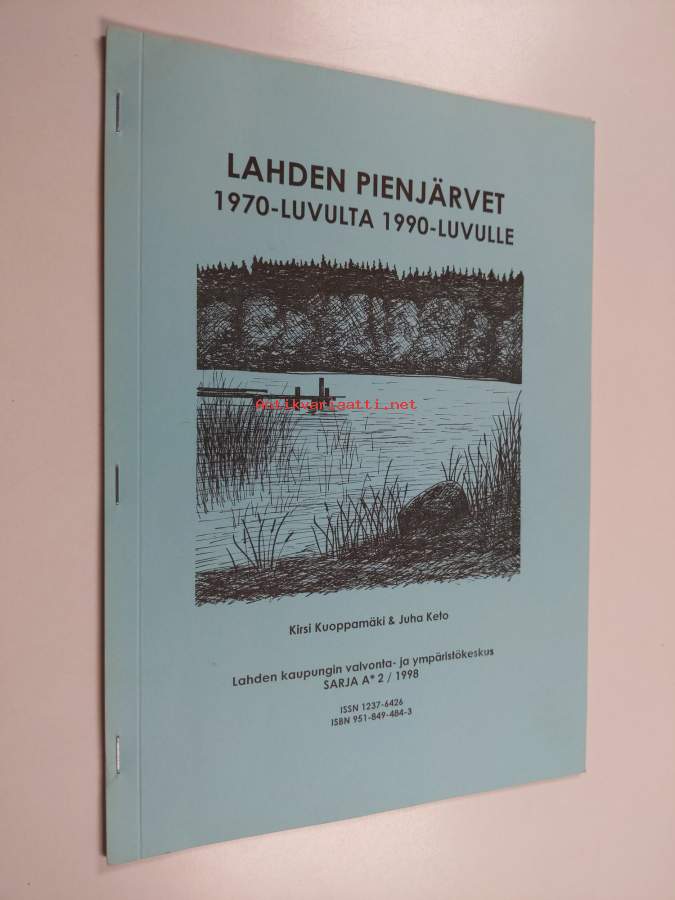 LAHDEN PIENJÄRVET
1970-LUVULTA 1990-LUVULLE
Antikvariaatti.net
Kirsi Kuoppamäki & Juha Keto
Lahden kaupungin valvonta- ja ympäristökeskus
SARJA A* 2 / 1998
ISSN 1237-6426
ISBN 951-849-484-3